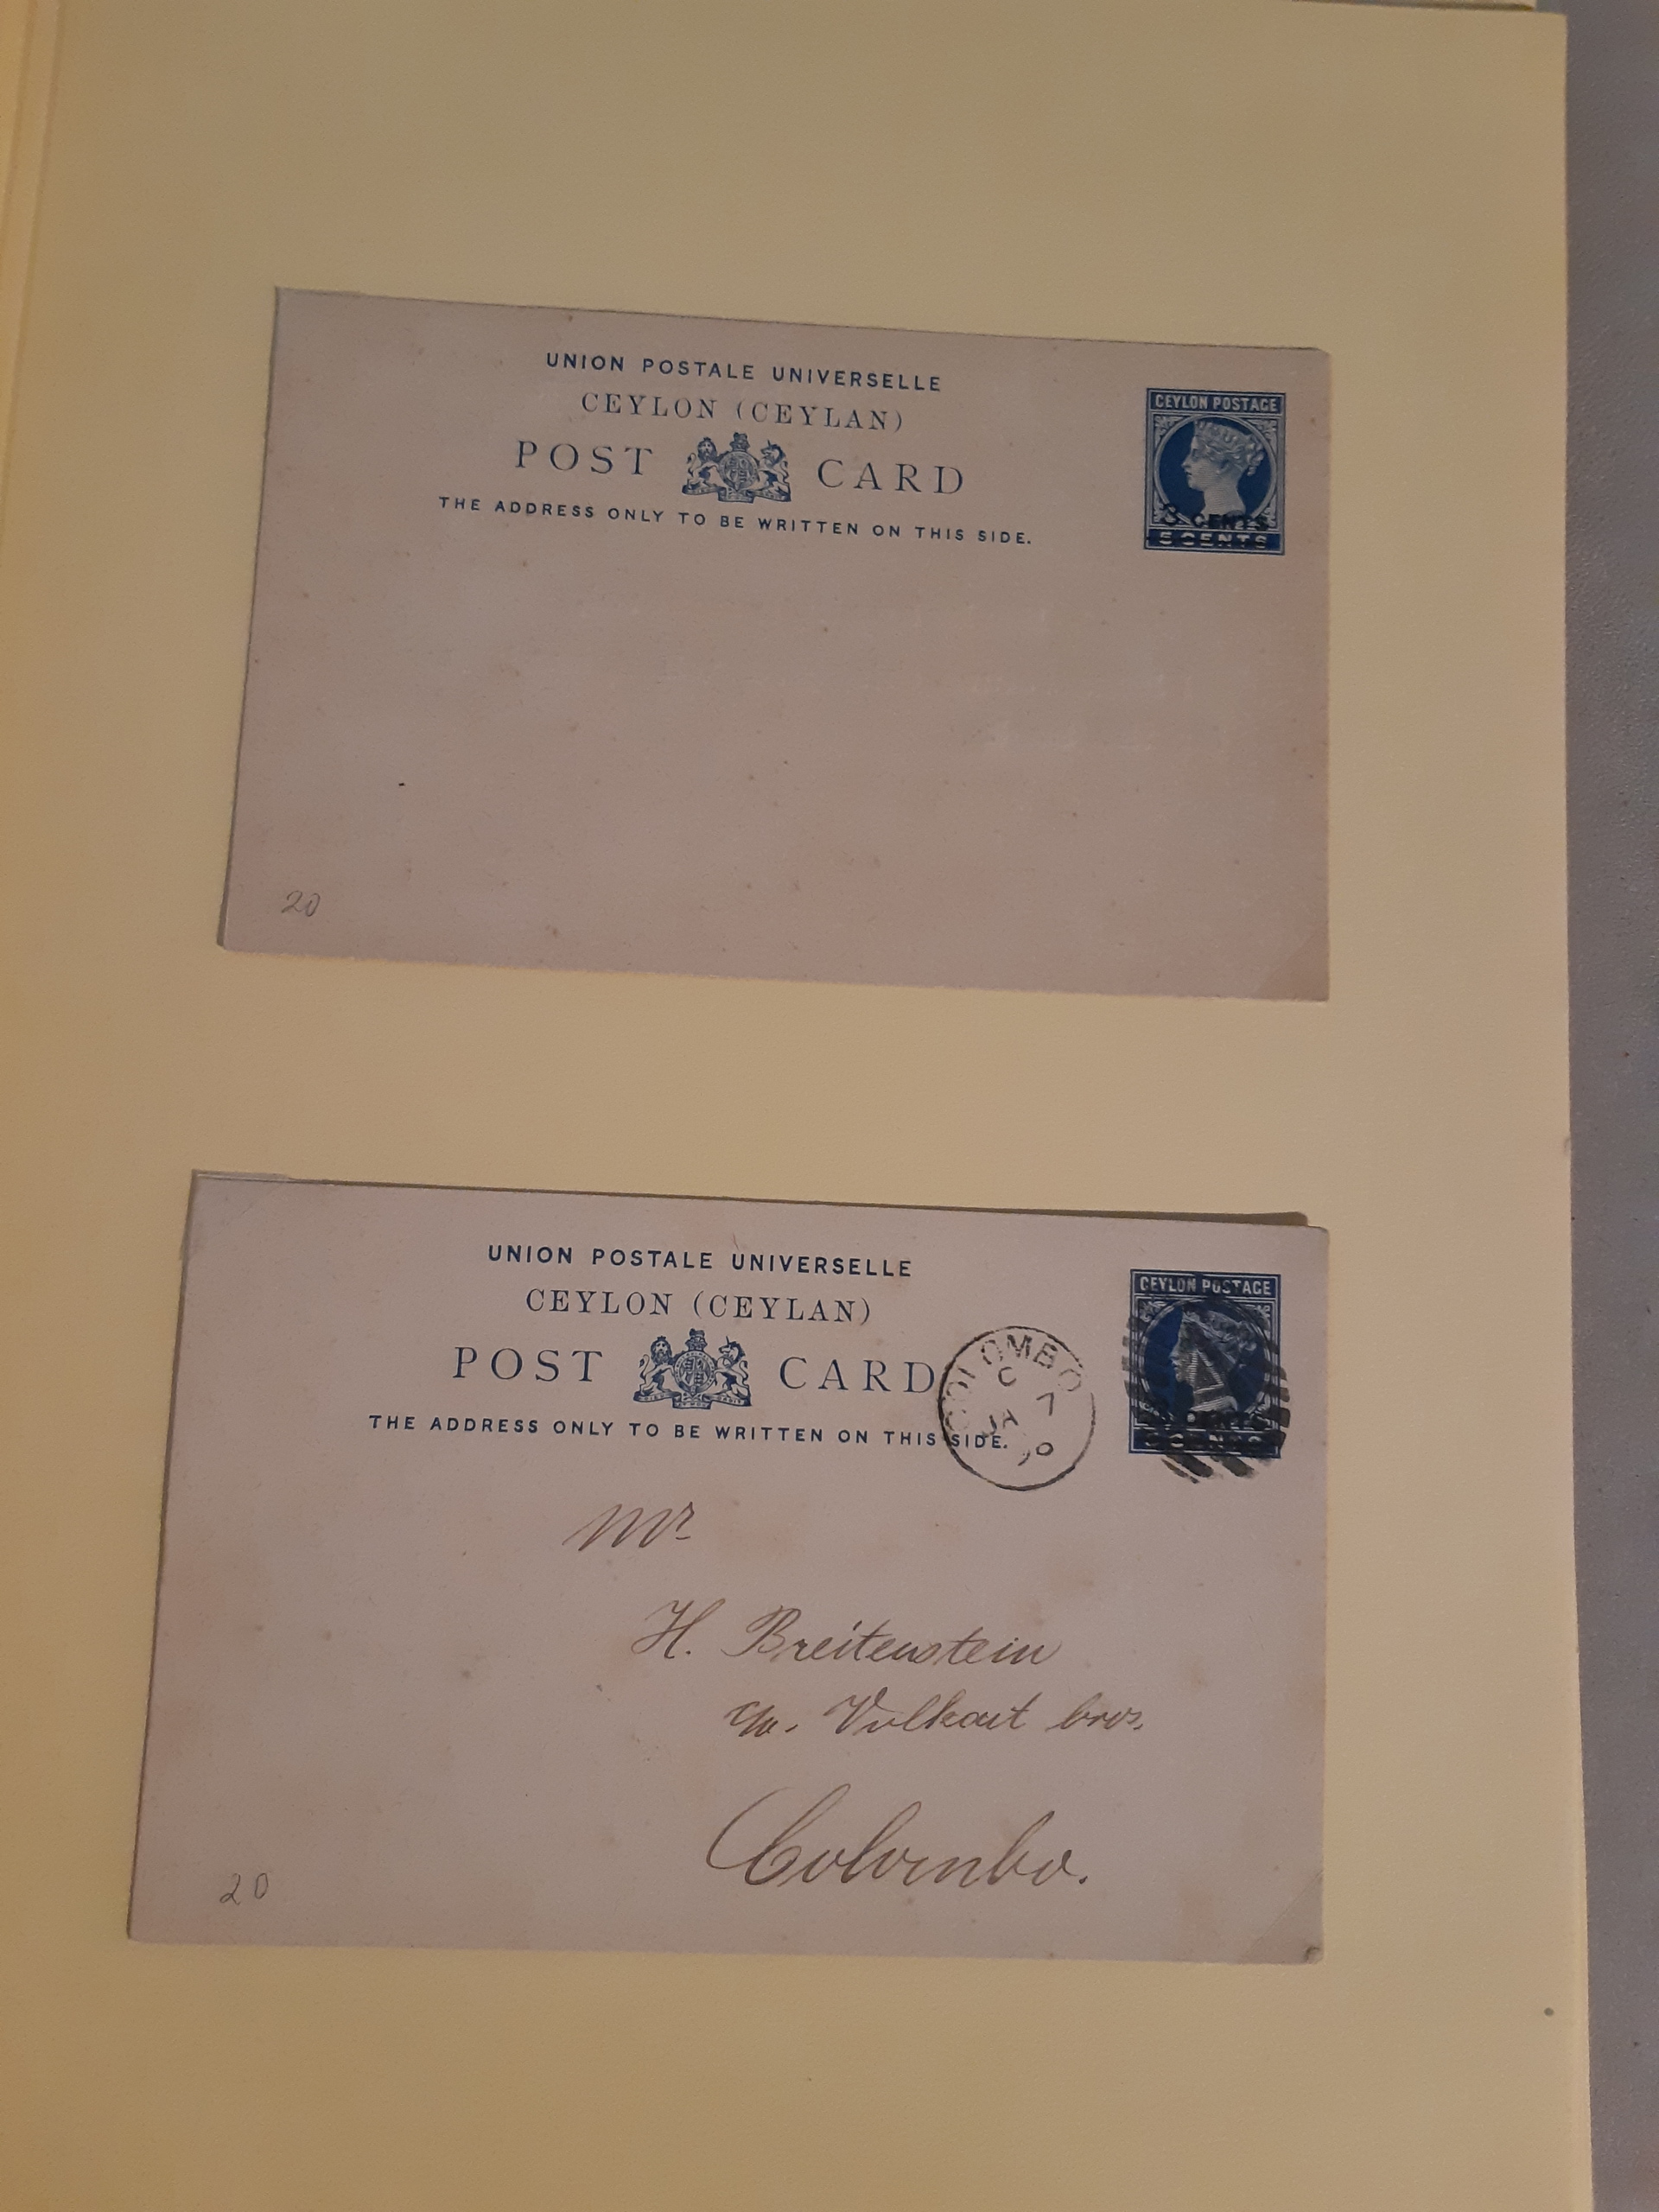 UNION POSTALE UNIVERSELLE
CEYLON (CEYLAN)
POST CARD
THE ADDRESS ONLY TO BE WRITTEN ON THIS SIDE.
CEYLON POSTAGE
3 CENTS
5 CENTS
20
UNION POSTALE UNIVERSELLE
CEYLON (CEYLAN)
POST CARD
THE ADDRESS ONLY TO BE WRITTEN ON THIS SIDE.
CEYLON POSTAGE
COLOMBO
C
7
JA
Mr
H. Breitenstein
c/o. Volkart bros.
Colombo.
20